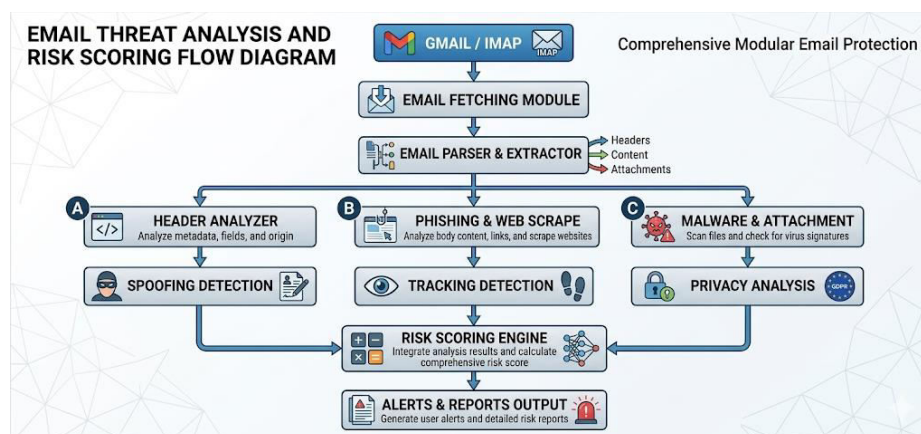 EMAIL THREAT ANALYSIS AND
RISK SCORING FLOW DIAGRAM
GMAIL / IMAP
IMAP
Comprehensive Modular Email Protection
EMAIL FETCHING MODULE
EMAIL PARSER & EXTRACTOR
Headers
Content
Attachments
A
HEADER ANALYZER
Analyze metadata, fields, and origin
B
PHISHING & WEB SCRAPE
Analyze body content, links, and scrape websites
C
MALWARE & ATTACHMENT
Scan files and check for virus signatures
SPOOFING DETECTION
TRACKING DETECTION
PRIVACY ANALYSIS
GDPR
RISK SCORING ENGINE
Integrate analysis results and calculate
comprehensive risk score
ALERTS & REPORTS OUTPUT
Generate user alerts and detailed risk reports